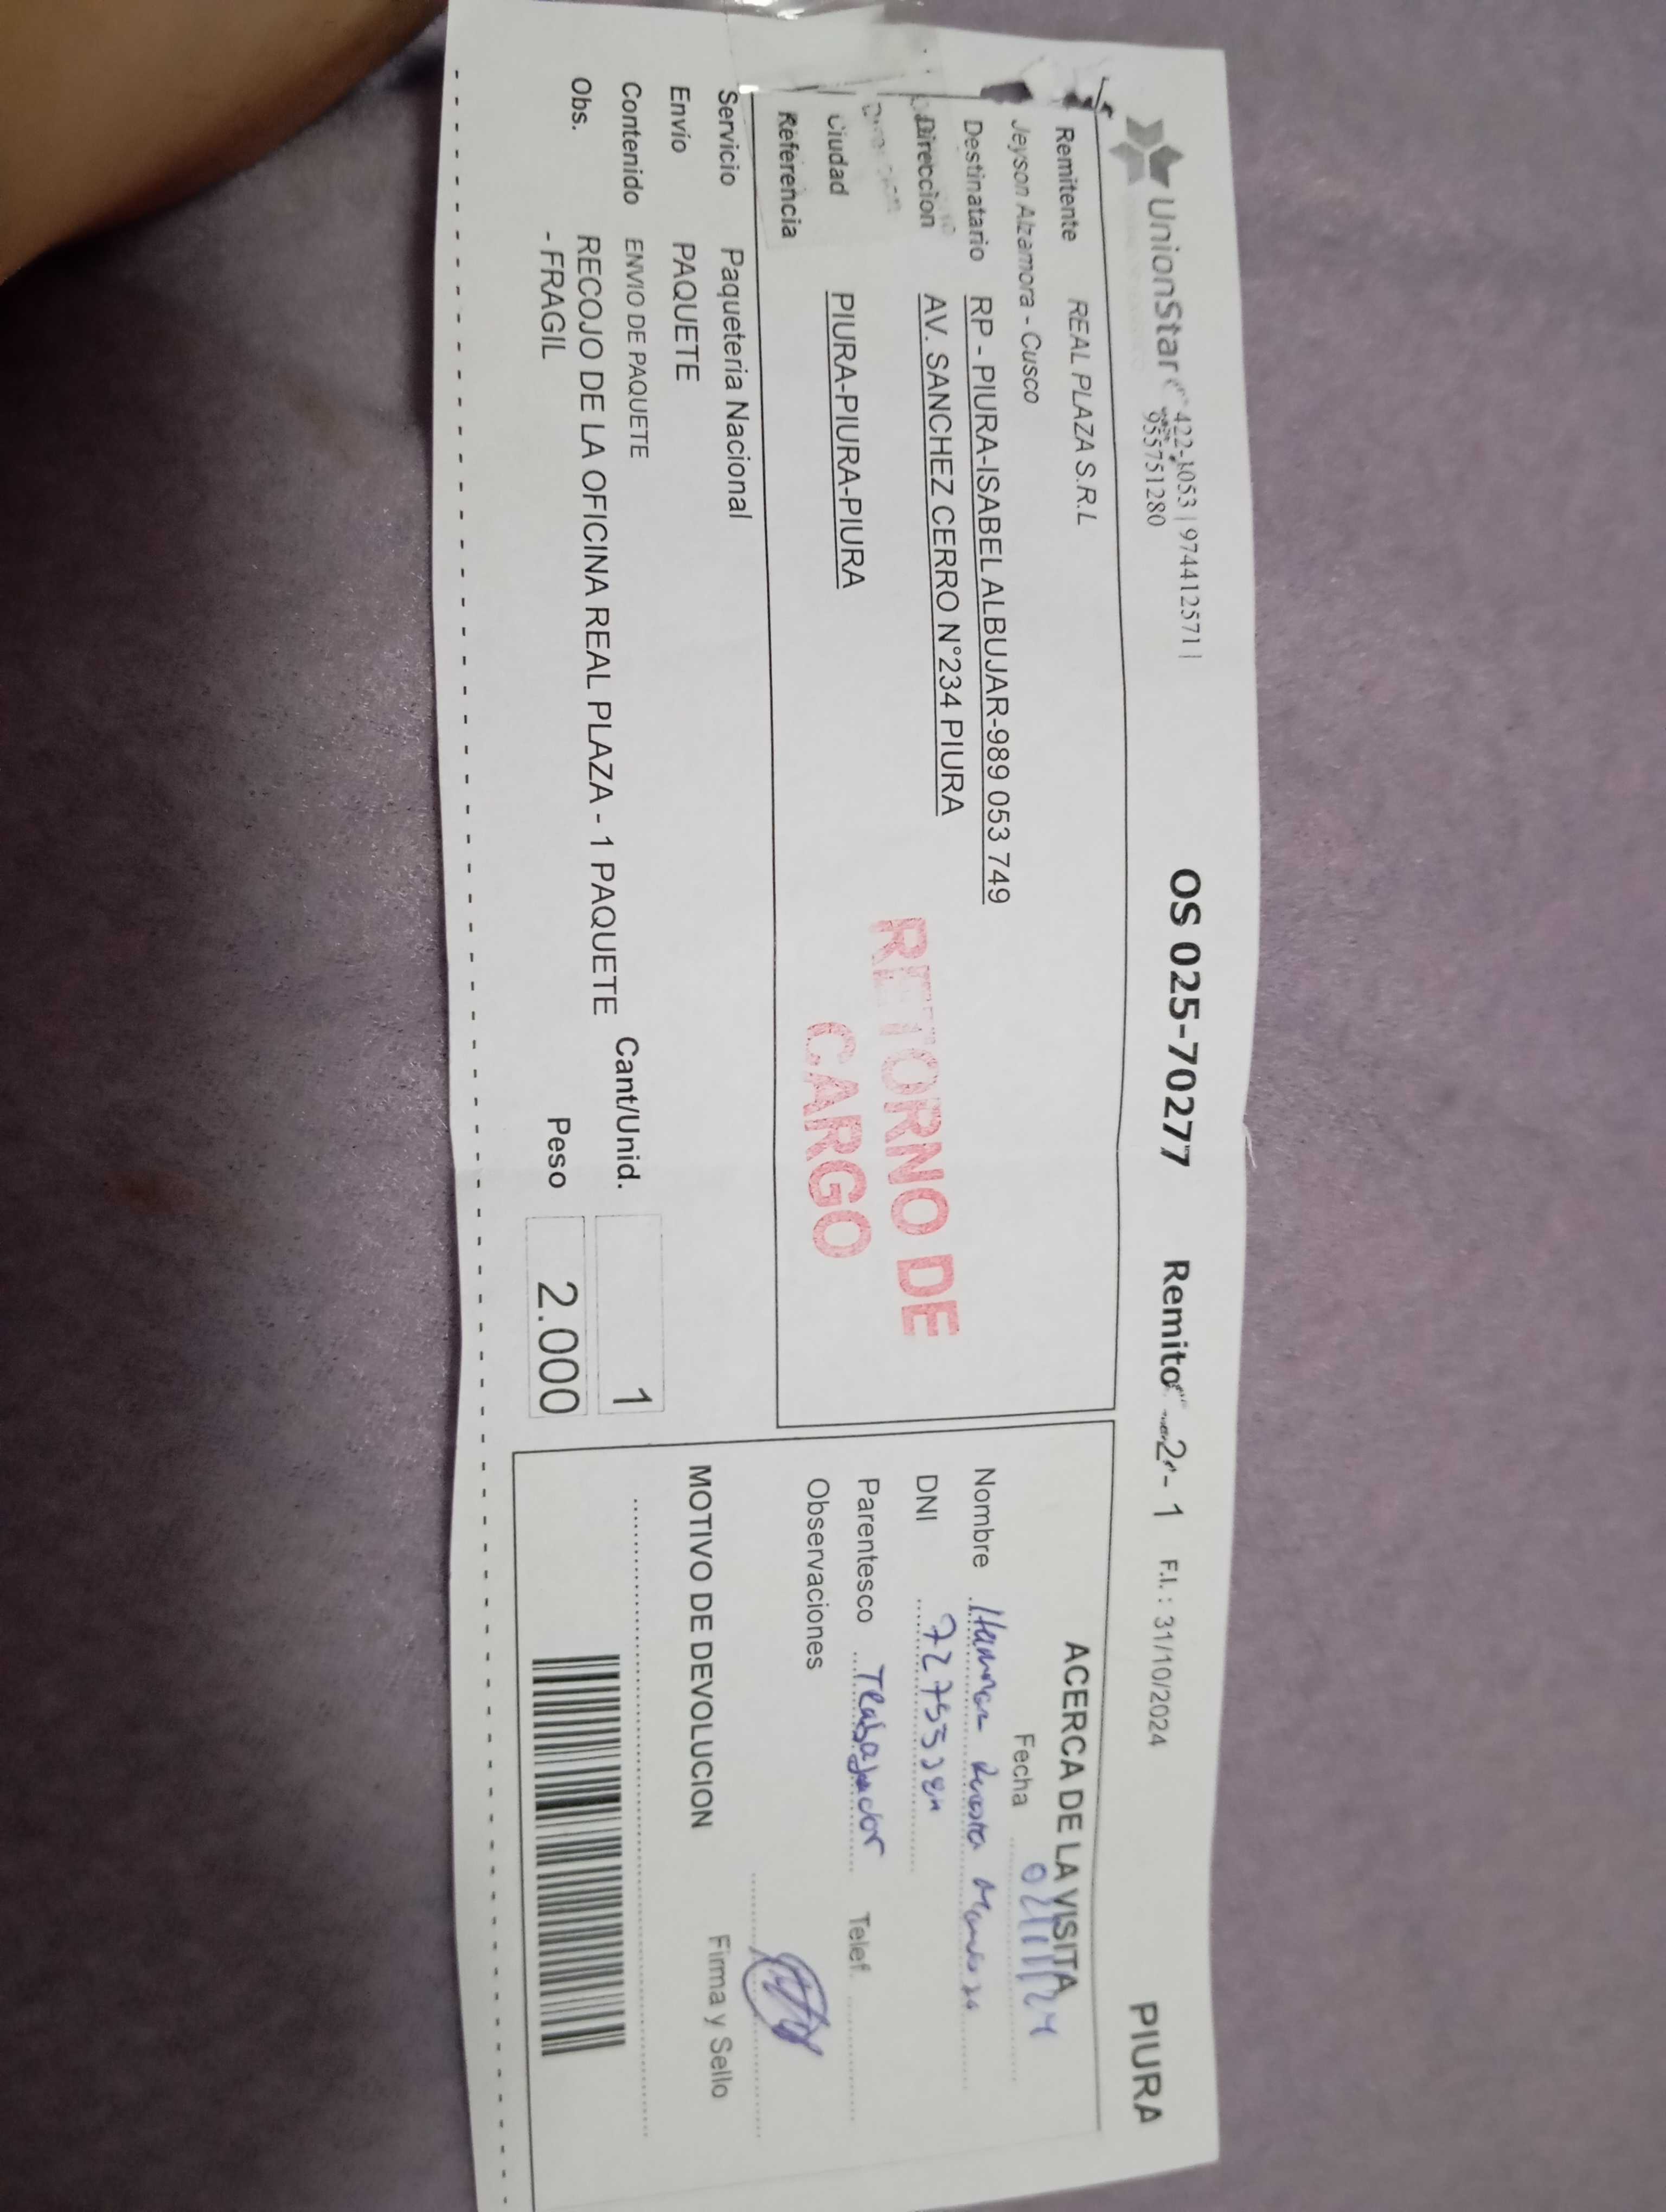 UnionStar 422-1053 | 974412571 |
955751280
OS 025-70277
Remito 2 - 1
F.I. : 31/10/2024
PIURA
Remitente REAL PLAZA S.R.L
Jeyson Alzamora - Cusco
Destinatario RP - PIURA-ISABEL ALBUJAR-989 053 749
Dirección AV. SANCHEZ CERRO N°234 PIURA
Ciudad PIURA-PIURA-PIURA
Referencia
RETORNO DE
CARGO
Servicio Paqueteria Nacional
Envío PAQUETE
Contenido ENVIO DE PAQUETE
Obs. RECOJO DE LA OFICINA REAL PLAZA - 1 PAQUETE
- FRAGIL
Cant/Unid. 1
Peso 2.000
ACERCA DE LA VISITA
Fecha 02/11/24
Nombre
DNI
Parentesco Trabajador Telef.
Observaciones
Firma y Sello
MOTIVO DE DEVOLUCION